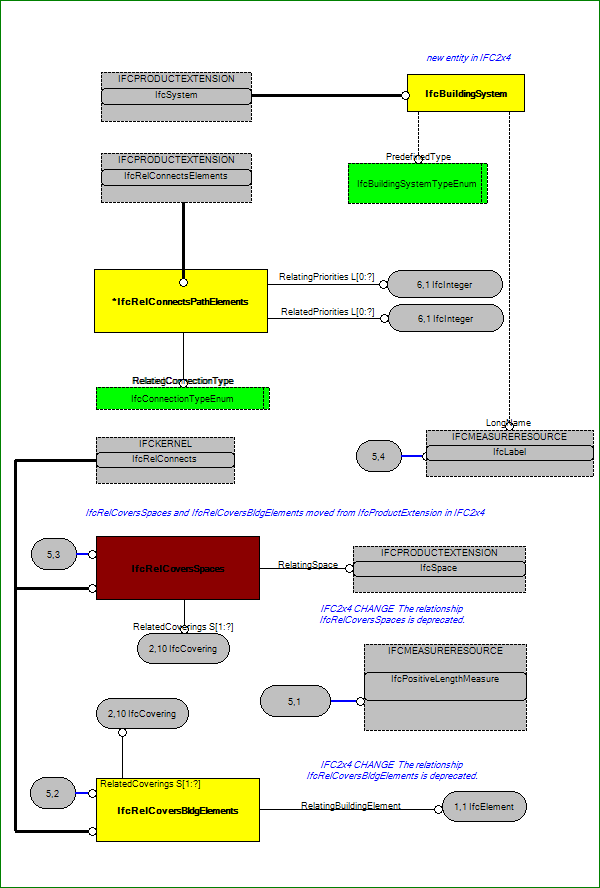 new entity in IFC2x4
IFCPRODUCTEXTENSION
IfcSystem
IfcBuildingSystem
PredefinedType
IfcBuildingSystemTypeEnum
IFCPRODUCTEXTENSION
IfcRelConnectsElements
*IfcRelConnectsPathElements
RelatingPriorities L[0:?]
6,1 IfcInteger
RelatedPriorities L[0:?]
6,1 IfcInteger
IfcConnectionTypeEnum
LongName
IFCMEASURERESOURCE
IfcLabel
5,4
IFCKERNEL
IfcRelConnects
IfcRelCoversSpaces and IfcRelCoversBldgElements moved from IfcProductExtension in IFC2x4
5,3
IfcRelCoversSpaces
RelatingSpace
IFCPRODUCTEXTENSION
IfcSpace
IFC2x4 CHANGE The relationship
IfcRelCoversSpaces is deprecated.
RelatedCoverings S[1:?]
2,10 IfcCovering
IFCMEASURERESOURCE
IfcPositiveLengthMeasure
5,1
2,10 IfcCovering
IFC2x4 CHANGE The relationship
IfcRelCoversBldgElements is deprecated.
RelatedCoverings S[1:?]
5,2
IfcRelCoversBldgElements
RelatingBuildingElement
1,1 IfcElement